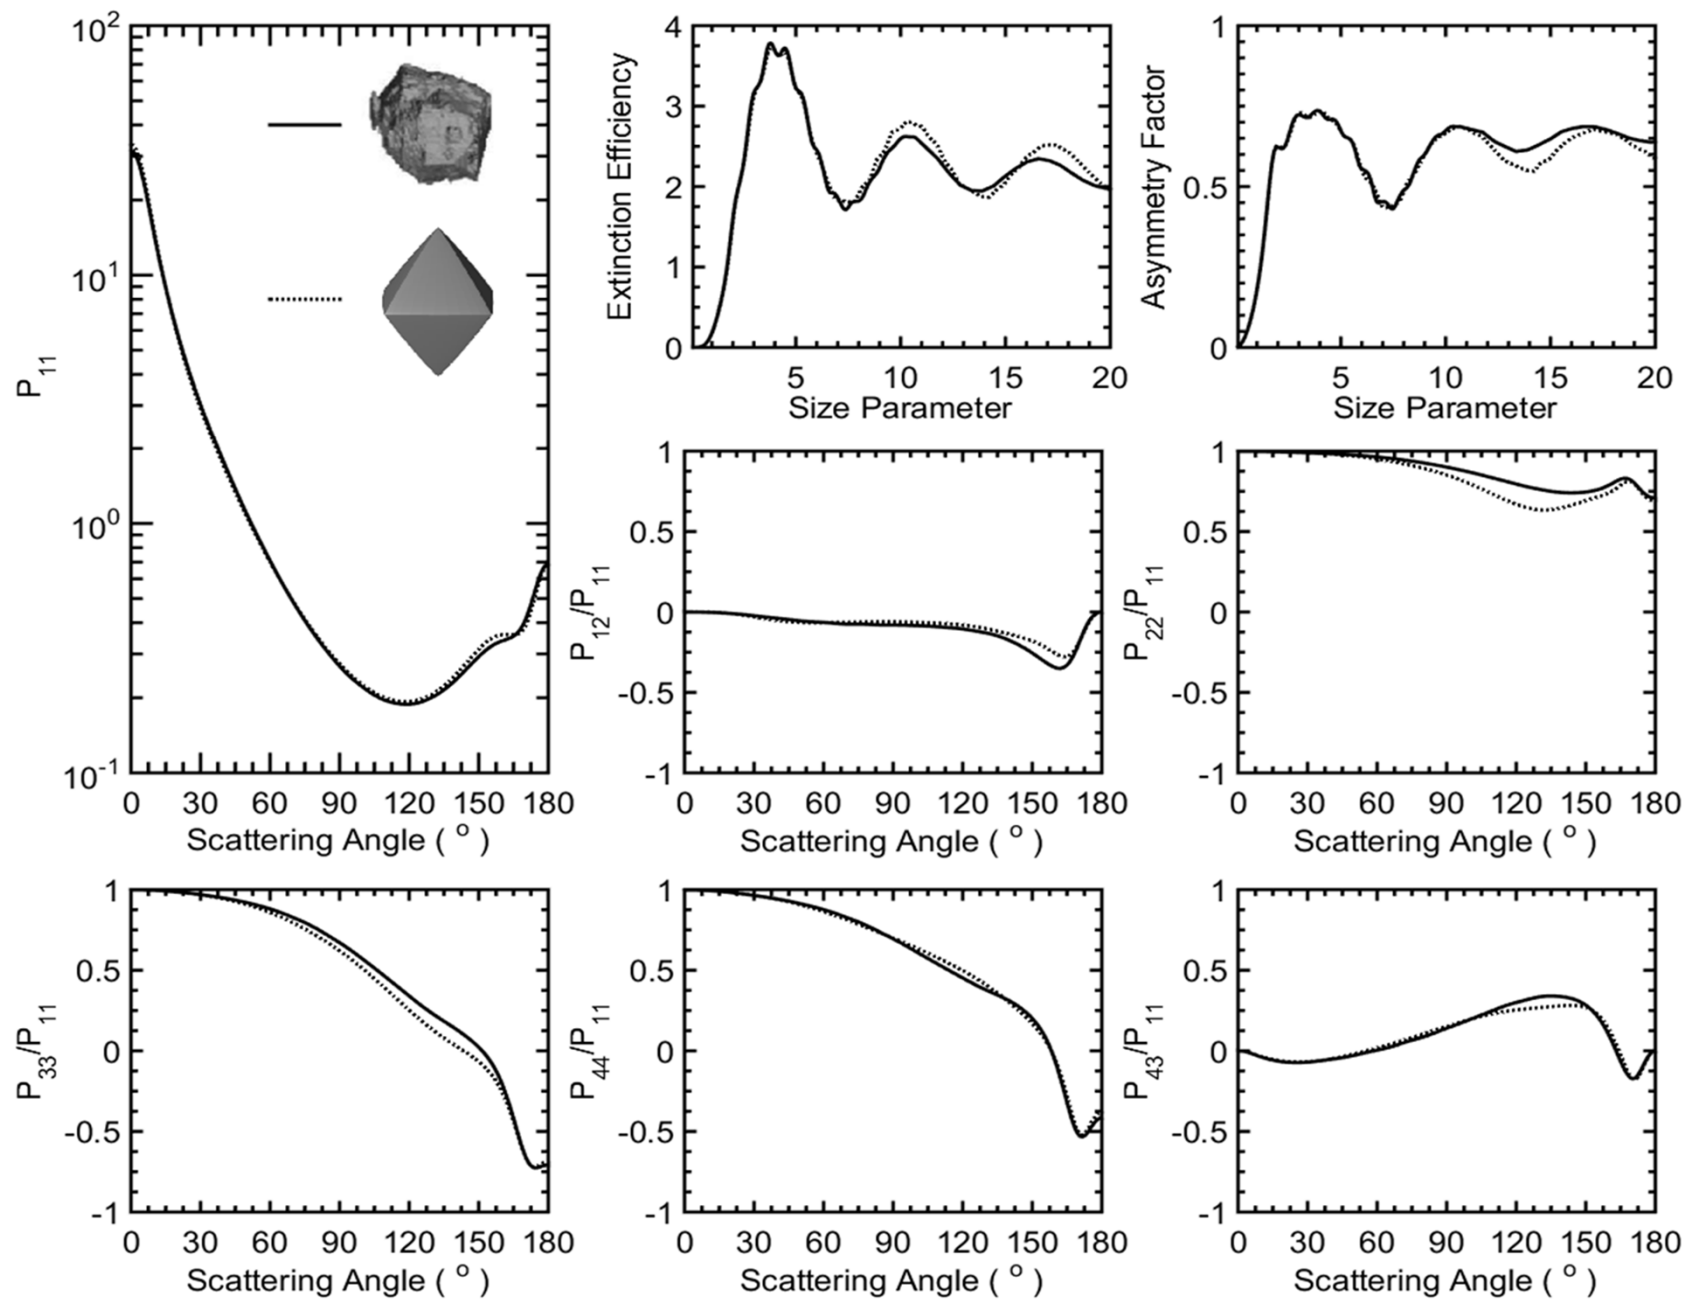 10²
10¹
10⁰
10⁻¹
P₁₁
0 30 60 90 120 150 180
Scattering Angle ( ° )
4
3
2
1
0
Extinction Efficiency
5 10 15 20
Size Parameter
1
0.5
0
Asymmetry Factor
5 10 15 20
Size Parameter
1
0.5
0
-0.5
-1
P₁₂/P₁₁
0 30 60 90 120 150 180
Scattering Angle ( ° )
1
0.5
0
-0.5
-1
P₂₂/P₁₁
0 30 60 90 120 150 180
Scattering Angle ( ° )
1
0.5
0
-0.5
-1
P₃₃/P₁₁
0 30 60 90 120 150 180
Scattering Angle ( ° )
1
0.5
0
-0.5
-1
P₄₄/P₁₁
0 30 60 90 120 150 180
Scattering Angle ( ° )
1
0.5
0
-0.5
-1
P₄₃/P₁₁
0 30 60 90 120 150 180
Scattering Angle ( ° )